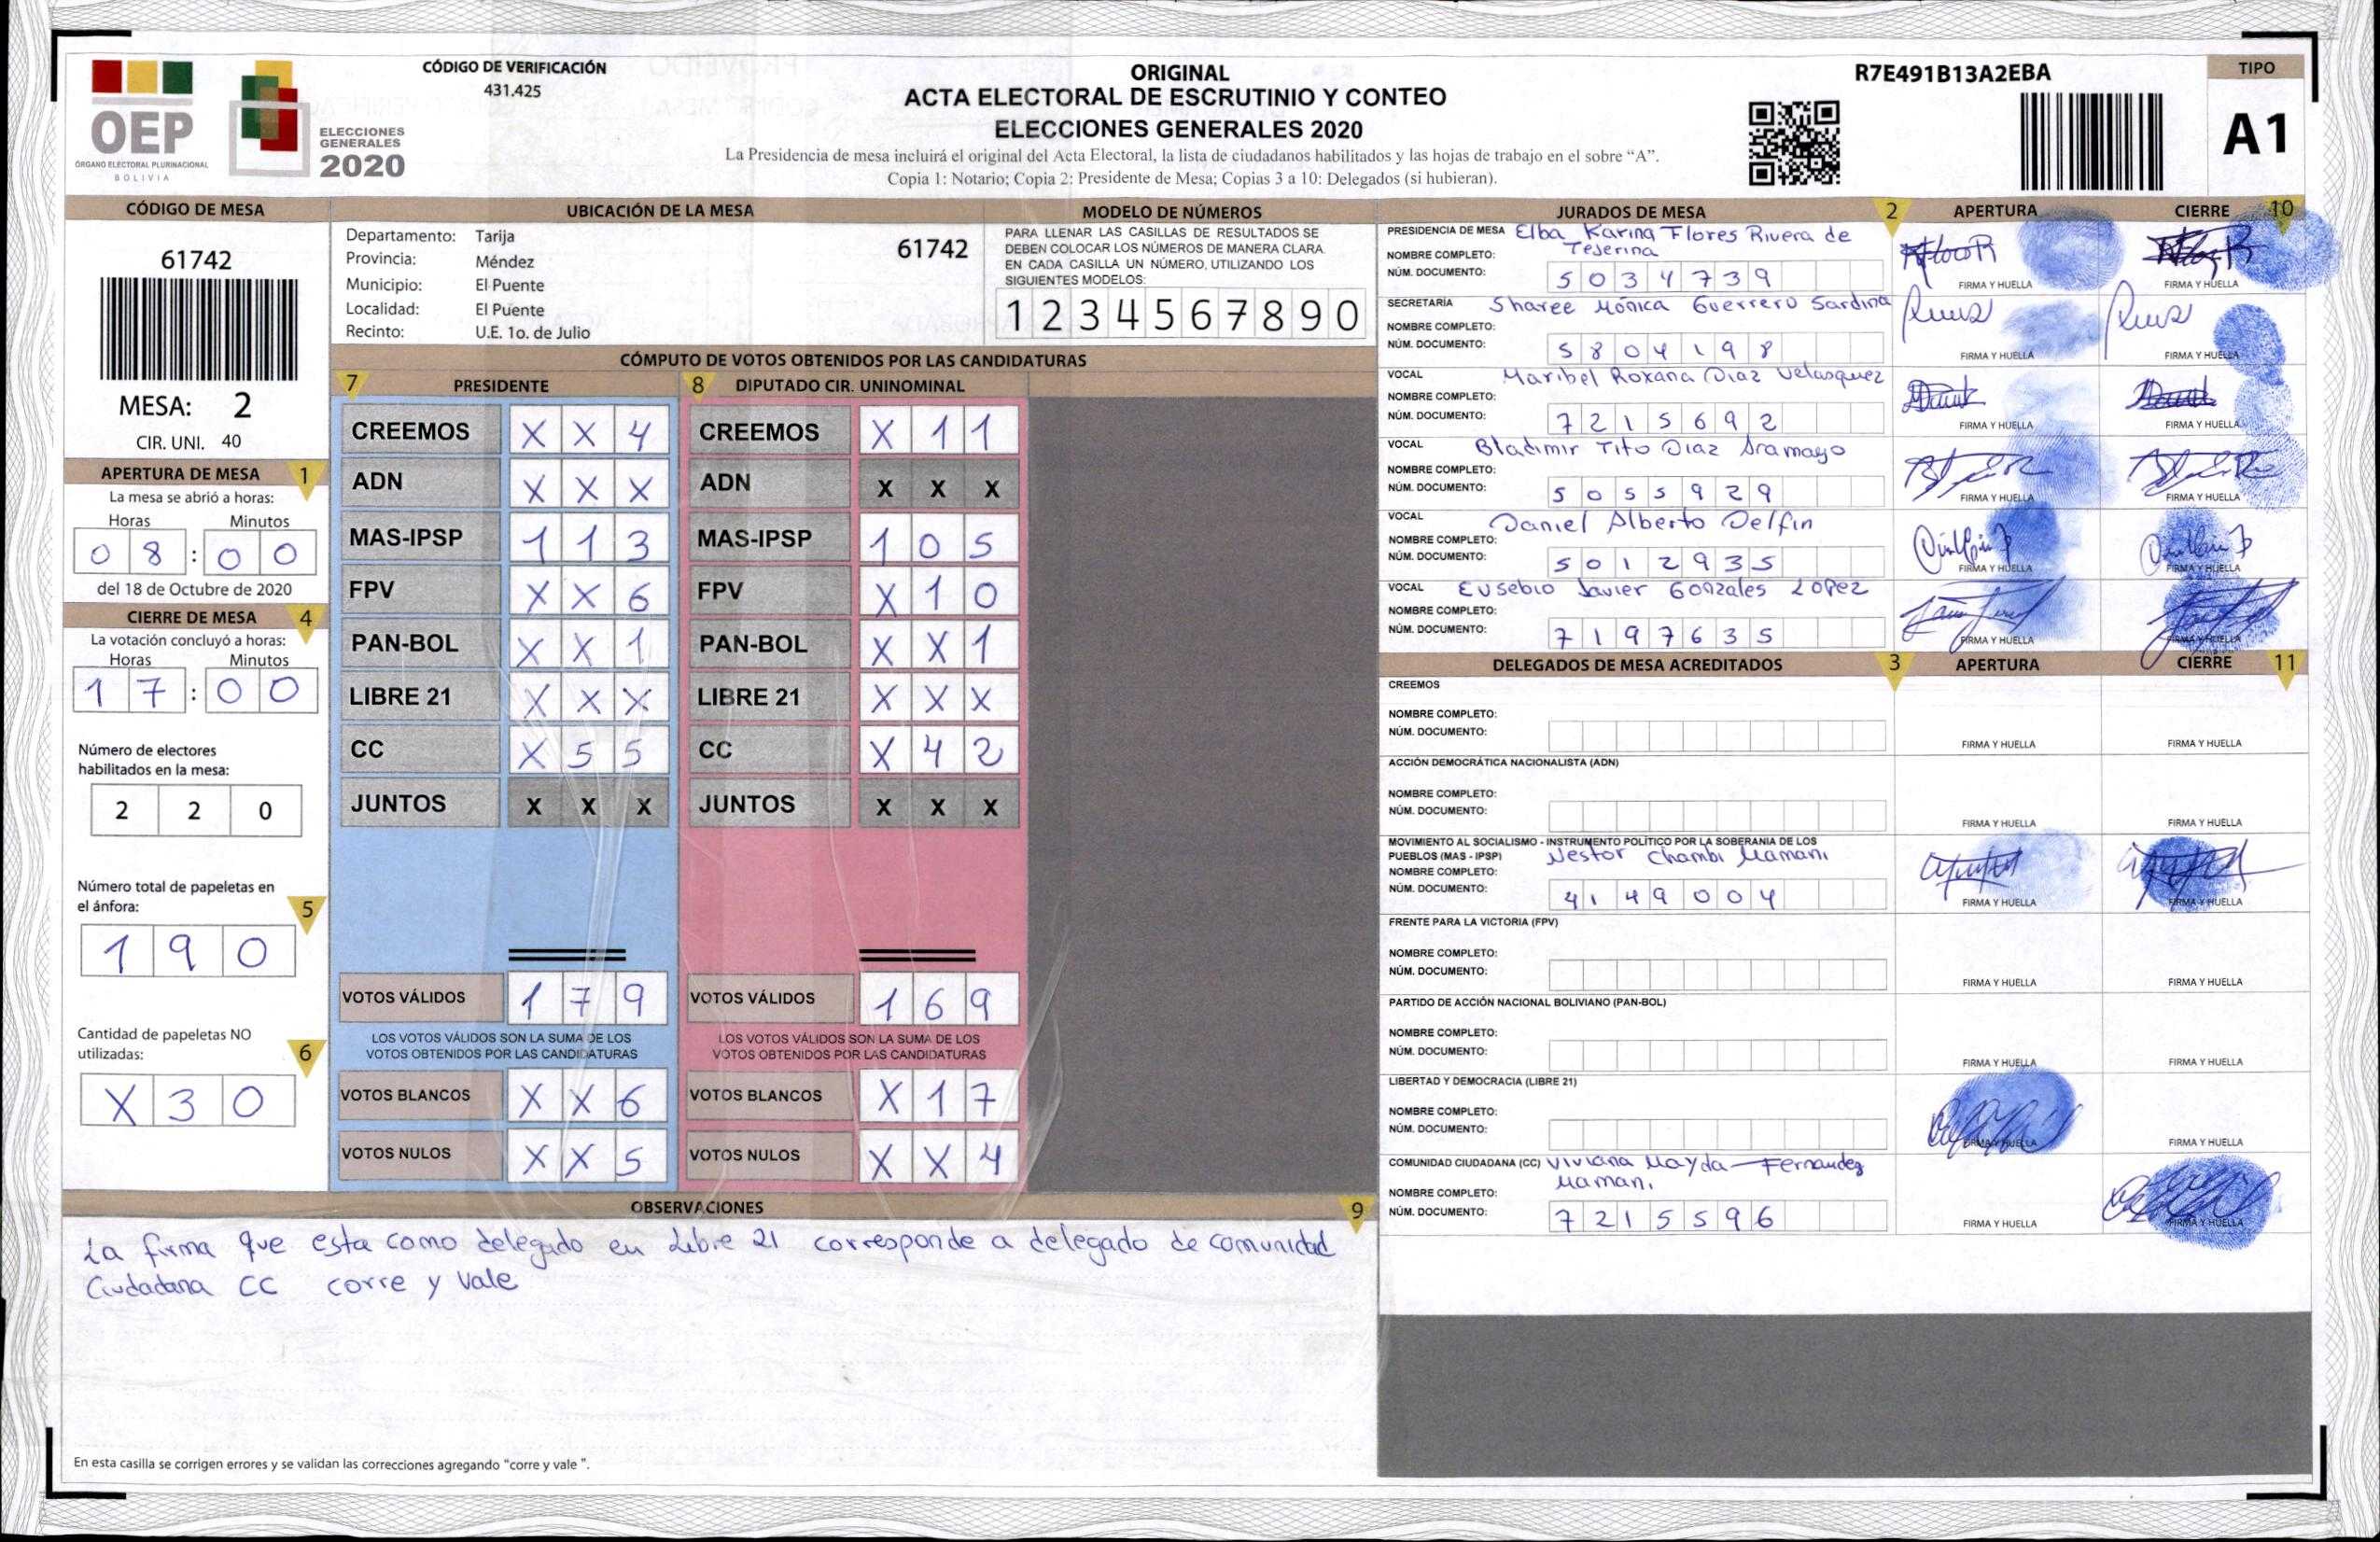 OEP
ÓRGANO ELECTORAL PLURINACIONAL
BOLIVIA
ELECCIONES
GENERALES
2020
CÓDIGO DE VERIFICACIÓN
431.425
ORIGINAL
ACTA ELECTORAL DE ESCRUTINIO Y CONTEO
ELECCIONES GENERALES 2020
La Presidencia de mesa incluirá el original del Acta Electoral, la lista de ciudadanos habilitados y las hojas de trabajo en el sobre “A”.
Copia 1: Notario; Copia 2: Presidente de Mesa; Copias 3 a 10: Delegados (si hubieran).
R7E491B13A2EBA
TIPO
A1
CÓDIGO DE MESA
61742
MESA: 2
CIR. UNI. 40
APERTURA DE MESA 1
La mesa se abrió a horas:
Horas Minutos
0 8 : 0 0
del 18 de Octubre de 2020
CIERRE DE MESA 4
La votación concluyó a horas:
Horas Minutos
1 7 : 0 0
Número de electores
habilitados en la mesa:
2 2 0
Número total de papeletas en
el ánfora: 5
1 9 0
Cantidad de papeletas NO
utilizadas: 6
X 3 0
UBICACIÓN DE LA MESA
Departamento: Tarija 61742
Provincia: Méndez
Municipio: El Puente
Localidad: El Puente
Recinto: U.E. 1o. de Julio
MODELO DE NÚMEROS
PARA LLENAR LAS CASILLAS DE RESULTADOS SE
DEBEN COLOCAR LOS NÚMEROS DE MANERA CLARA
EN CADA CASILLA UN NÚMERO, UTILIZANDO LOS
SIGUIENTES MODELOS:
1 2 3 4 5 6 7 8 9 0
CÓMPUTO DE VOTOS OBTENIDOS POR LAS CANDIDATURAS
7 PRESIDENTE 8 DIPUTADO CIR. UNINOMINAL
CREEMOS X X 4 CREEMOS X 1 1
ADN X X X ADN X X X
MAS-IPSP 1 1 3 MAS-IPSP 1 0 5
FPV X X 6 FPV X 1 0
PAN-BOL X X 1 PAN-BOL X X 1
LIBRE 21 X X X LIBRE 21 X X X
CC X 5 5 CC X 4 2
JUNTOS X X X JUNTOS X X X
VOTOS VÁLIDOS 1 7 9 VOTOS VÁLIDOS 1 6 9
LOS VOTOS VÁLIDOS SON LA SUMA DE LOS LOS VOTOS VÁLIDOS SON LA SUMA DE LOS
VOTOS OBTENIDOS POR LAS CANDIDATURAS VOTOS OBTENIDOS POR LAS CANDIDATURAS
VOTOS BLANCOS X X 6 VOTOS BLANCOS X 1 7
VOTOS NULOS X X 5 VOTOS NULOS X X 4
OBSERVACIONES 9
La firma que esta como delegado en Libre 21 corresponde a delegado de comunidad
Ciudadana CC corre y vale
En esta casilla se corrigen errores y se validan las correcciones agregando “corre y vale ”.
JURADOS DE MESA 2 APERTURA CIERRE 10
PRESIDENCIA DE MESA Elba Karina Flores Rivera de
NOMBRE COMPLETO: Tejerina
NÚM. DOCUMENTO: 5 0 3 4 7 3 9
FIRMA Y HUELLA FIRMA Y HUELLA
SECRETARÍA Sharee Mónica Guerrero Sardina
NOMBRE COMPLETO:
NÚM. DOCUMENTO: 5 8 0 4 1 9 8
FIRMA Y HUELLA FIRMA Y HUELLA
VOCAL Maribel Roxana Diaz Velasquez
NOMBRE COMPLETO:
NÚM. DOCUMENTO: 7 2 1 5 6 9 2
FIRMA Y HUELLA FIRMA Y HUELLA
VOCAL Bladimir Tito Diaz Aramayo
NOMBRE COMPLETO:
NÚM. DOCUMENTO: 5 0 5 5 9 2 9
FIRMA Y HUELLA FIRMA Y HUELLA
VOCAL Daniel Alberto Delfin
NOMBRE COMPLETO:
NÚM. DOCUMENTO: 5 0 1 2 9 3 5
FIRMA Y HUELLA FIRMA Y HUELLA
VOCAL Eusebio Javier Gonzales Lopez
NOMBRE COMPLETO:
NÚM. DOCUMENTO: 7 1 9 7 6 3 5
FIRMA Y HUELLA FIRMA Y HUELLA
DELEGADOS DE MESA ACREDITADOS 3 APERTURA CIERRE 11
CREEMOS
NOMBRE COMPLETO:
NÚM. DOCUMENTO:
FIRMA Y HUELLA FIRMA Y HUELLA
ACCIÓN DEMOCRÁTICA NACIONALISTA (ADN)
NOMBRE COMPLETO:
NÚM. DOCUMENTO:
FIRMA Y HUELLA FIRMA Y HUELLA
MOVIMIENTO AL SOCIALISMO - INSTRUMENTO POLÍTICO POR LA SOBERANIA DE LOS
PUEBLOS (MAS - IPSP) Nestor Chambi Mamani
NOMBRE COMPLETO:
NÚM. DOCUMENTO: 4 1 4 9 0 0 4
FIRMA Y HUELLA FIRMA Y HUELLA
FRENTE PARA LA VICTORIA (FPV)
NOMBRE COMPLETO:
NÚM. DOCUMENTO:
FIRMA Y HUELLA FIRMA Y HUELLA
PARTIDO DE ACCIÓN NACIONAL BOLIVIANO (PAN-BOL)
NOMBRE COMPLETO:
NÚM. DOCUMENTO:
FIRMA Y HUELLA FIRMA Y HUELLA
LIBERTAD Y DEMOCRACIA (LIBRE 21)
NOMBRE COMPLETO:
NÚM. DOCUMENTO:
FIRMA Y HUELLA FIRMA Y HUELLA
COMUNIDAD CIUDADANA (CC) Viviana Mayda Fernandez
Mamani
NOMBRE COMPLETO:
NÚM. DOCUMENTO: 7 2 1 5 5 9 6
FIRMA Y HUELLA FIRMA Y HUELLA